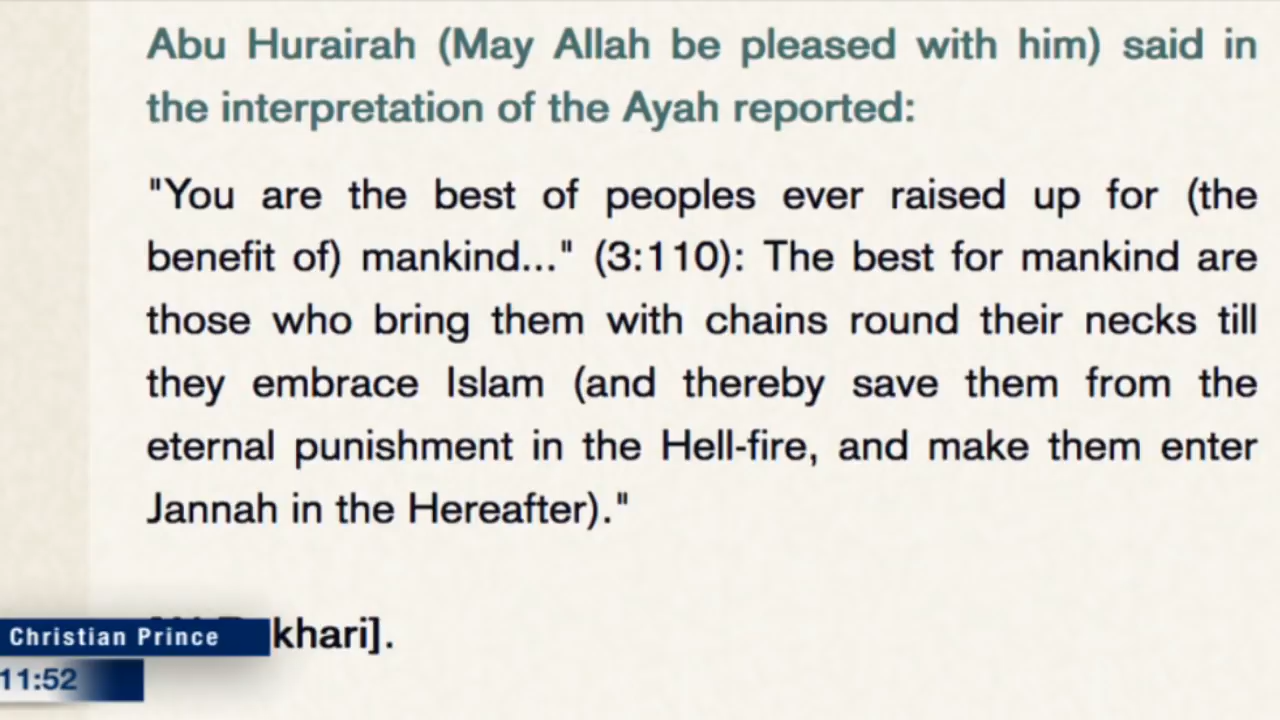 Abu Hurairah (May Allah be pleased with him) said in
the interpretation of the Ayah reported:
"You are the best of peoples ever raised up for (the
benefit of) mankind..." (3:110): The best for mankind are
those who bring them with chains round their necks till
they embrace Islam (and thereby save them from the
eternal punishment in the Hell-fire, and make them enter
Jannah in the Hereafter)."
khari].
Christian Prince
11:52